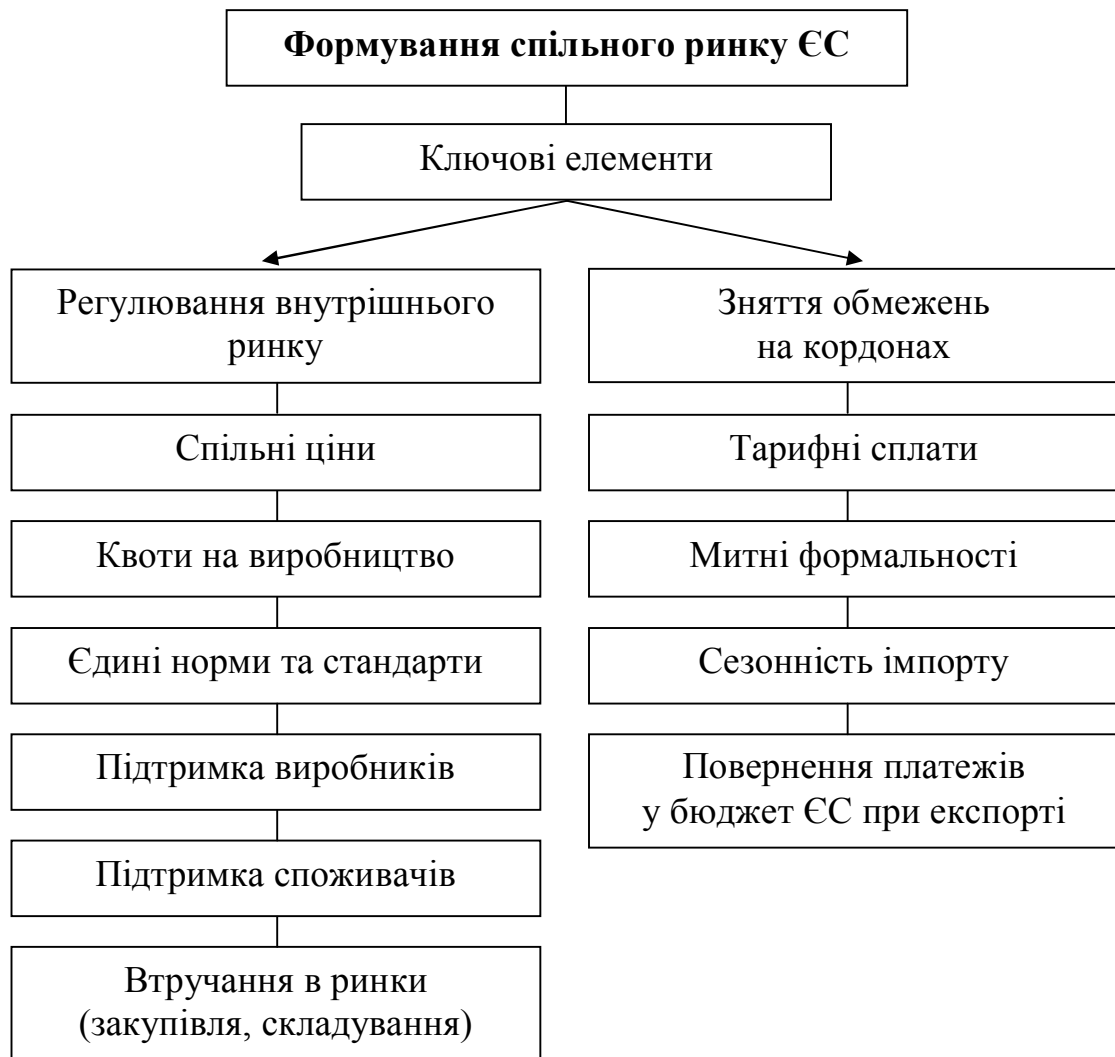 Формування спільного ринку ЄС
Ключові елементи
Регулювання внутрішнього
ринку
Спільні ціни
Квоти на виробництво
Єдині норми та стандарти
Підтримка виробників
Підтримка споживачів
Втручання в ринки
(закупівля, складування)
Зняття обмежень
на кордонах
Тарифні сплати
Митні формальності
Сезонність імпорту
Повернення платежів
у бюджет ЄС при експорті